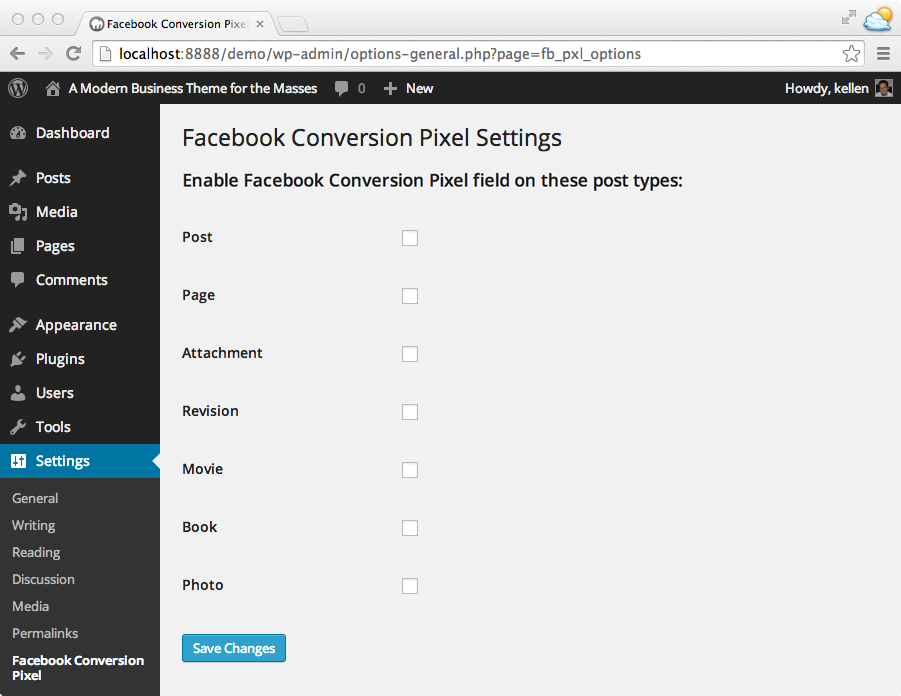 Facebook Conversion Pixel
localhost:8888/demo/wp-admin/options-general.php?page=fb_pxl_options
A Modern Business Theme for the Masses 0 New Howdy, kellen
Dashboard
Posts
Media
Pages
Comments
Appearance
Plugins
Users
Tools
Settings
General
Writing
Reading
Discussion
Media
Permalinks
Facebook Conversion
Pixel
Facebook Conversion Pixel Settings
Enable Facebook Conversion Pixel field on these post types:
Post
Page
Attachment
Revision
Movie
Book
Photo
Save Changes